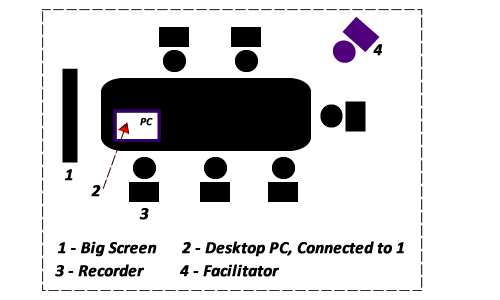 4
PC
1
2
3
1 - Big Screen 2 - Desktop PC, Connected to 1
3 - Recorder 4 - Facilitator